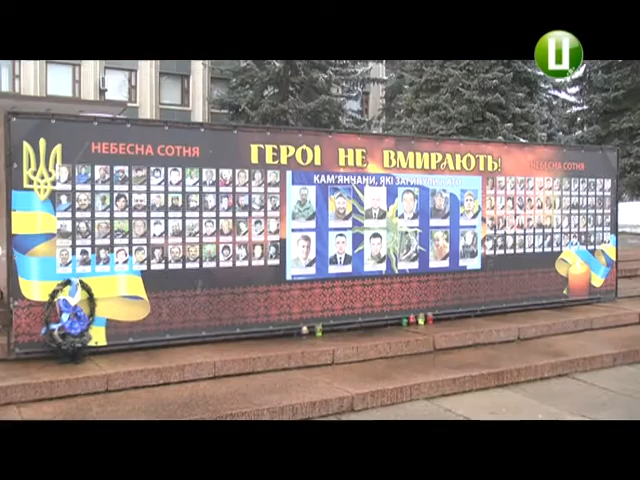 Ц
ГЕРОЇ НЕ ВМИРАЮТЬ!
НЕБЕСНА СОТНЯ
НЕБЕСНА СОТНЯ
КАМ'ЯНЧАНИ, ЯКІ ЗАГИНУЛИ В АТО